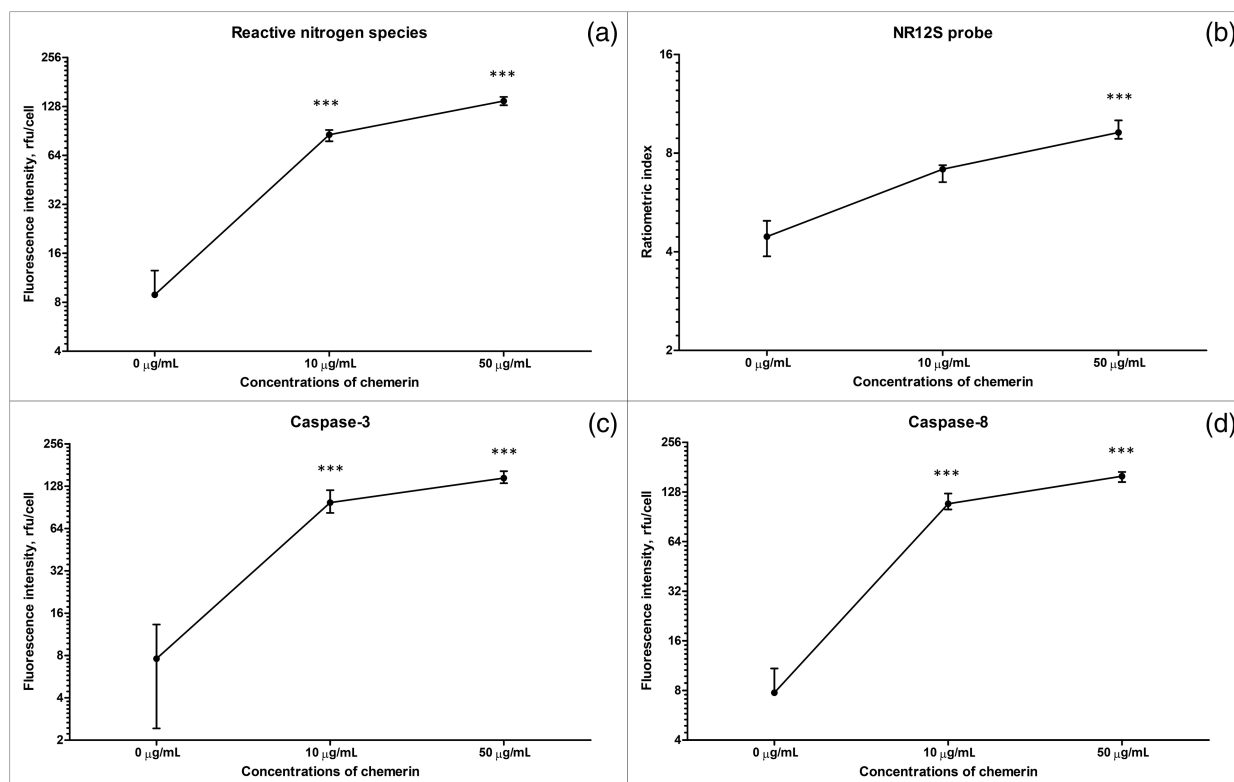 Reactive nitrogen species
(a)
Fluorescence intensity, rfu/cell
256
128
64
32
16
8
4
***
***
0 μg/mL 10 μg/mL 50 μg/mL
Concentrations of chemerin
NR12S probe
(b)
Ratiometric index
16
8
4
2
***
0 μg/mL 10 μg/mL 50 μg/mL
Concentrations of chemerin
Caspase-3
(c)
Fluorescence intensity, rfu/cell
256
128
64
32
16
8
4
2
***
***
0 μg/mL 10 μg/mL 50 μg/mL
Concentrations of chemerin
Caspase-8
(d)
Fluorescence intensity, rfu/cell
256
128
64
32
16
8
4
***
***
0 μg/mL 10 μg/mL 50 μg/mL
Concentrations of chemerin